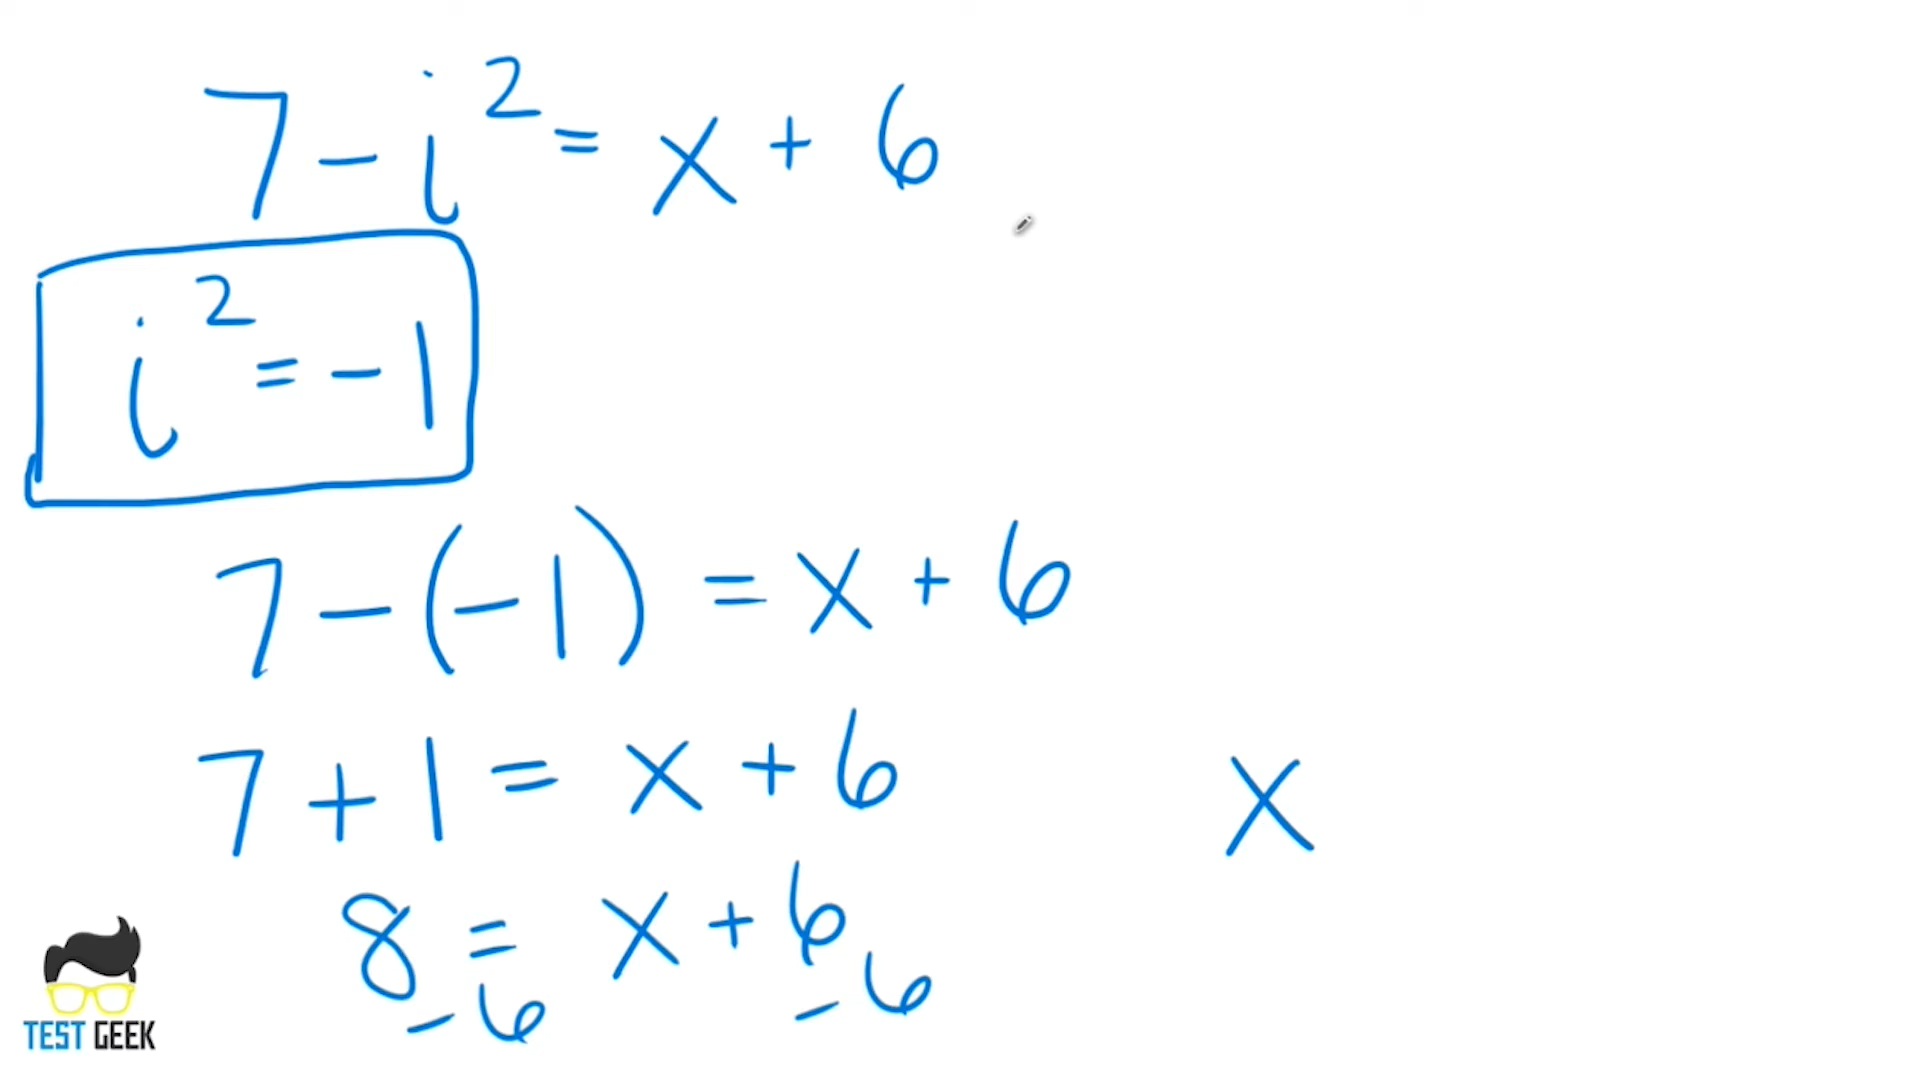 7 - i² = x + 6
i² = -1
7 - (-1) = x + 6
7 + 1 = x + 6
x
8 = x + 6
-6 -6
TEST GEEK